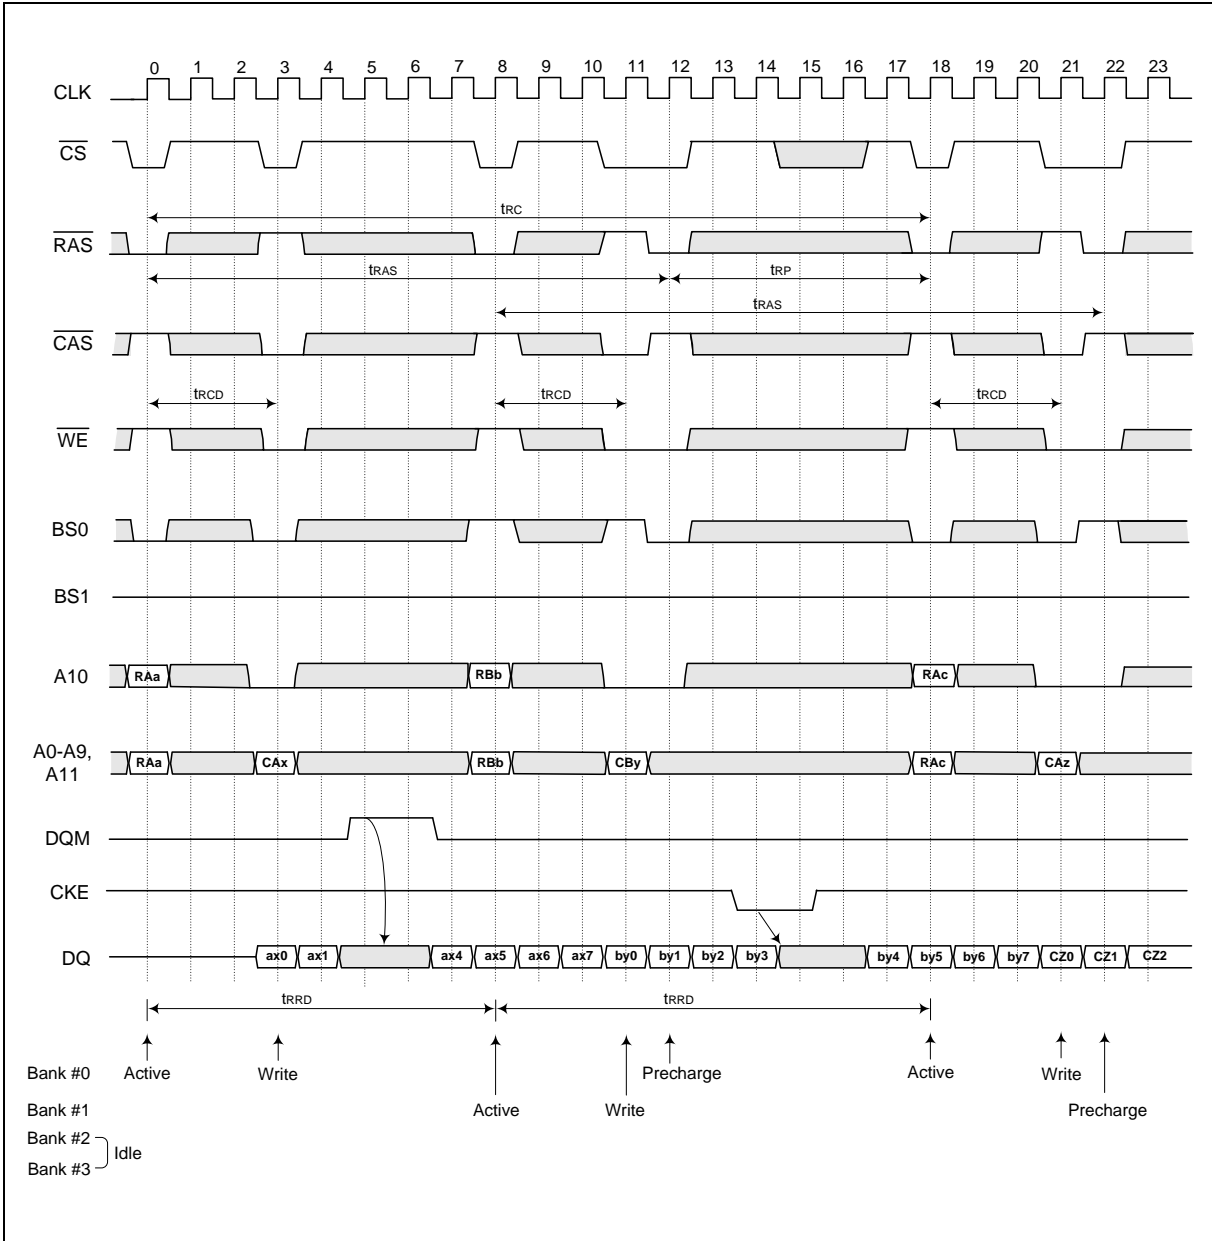 0 1 2 3 4 5 6 7 8 9 10 11 12 13 14 15 16 17 18 19 20 21 22 23
CLK
CS
tRC
RAS
tRAS tRP
tRAS
CAS
tRCD tRCD tRCD
WE
BS0
BS1
A10 RAa RBb RAc
A0-A9,
A11
RAa CAx RBb CBy RAc CAz
DQM
CKE
DQ ax0 ax1 ax4 ax5 ax6 ax7 by0 by1 by2 by3 by4 by5 by6 by7 CZ0 CZ1 CZ2
tRRD tRRD
Bank #0 Active Write Precharge Active Write
Bank #1 Active Write Precharge
Bank #2
Idle
Bank #3